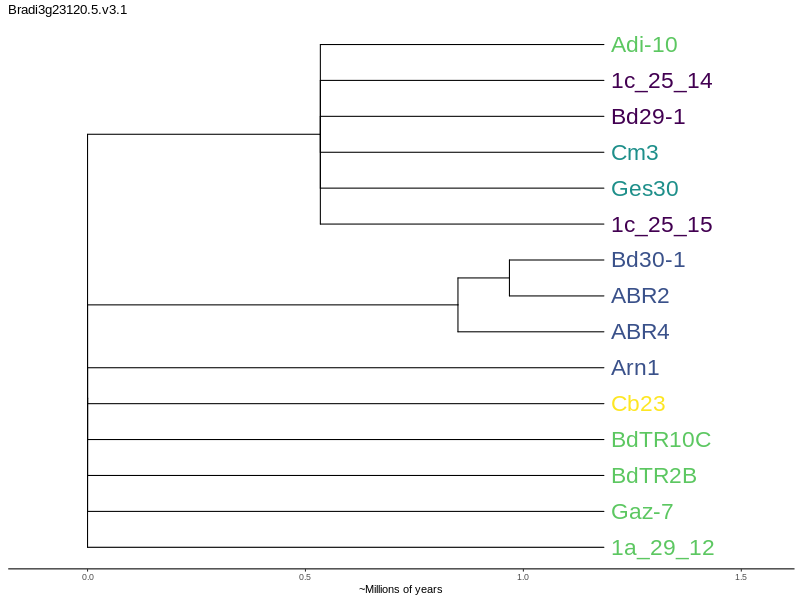 Bradi3g23120.5.v3.1
Adi-10
1c_25_14
Bd29-1
Cm3
Ges30
1c_25_15
Bd30-1
ABR2
ABR4
Arn1
Cb23
BdTR10C
BdTR2B
Gaz-7
1a_29_12
0.0 0.5 1.0 1.5
~Millions of years